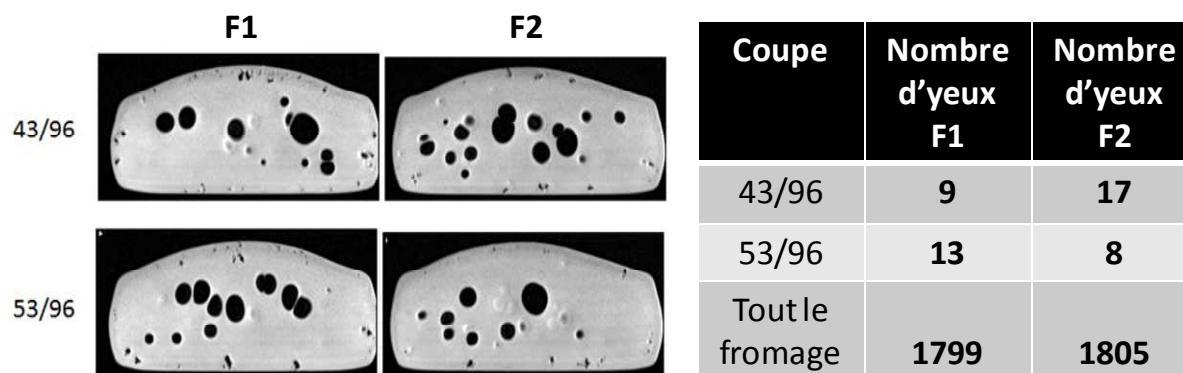 F1 F2
43/96
53/96
Coupe Nombre d'yeux F1 Nombre d'yeux F2
43/96 9 17
53/96 13 8
Tout le fromage 1799 1805